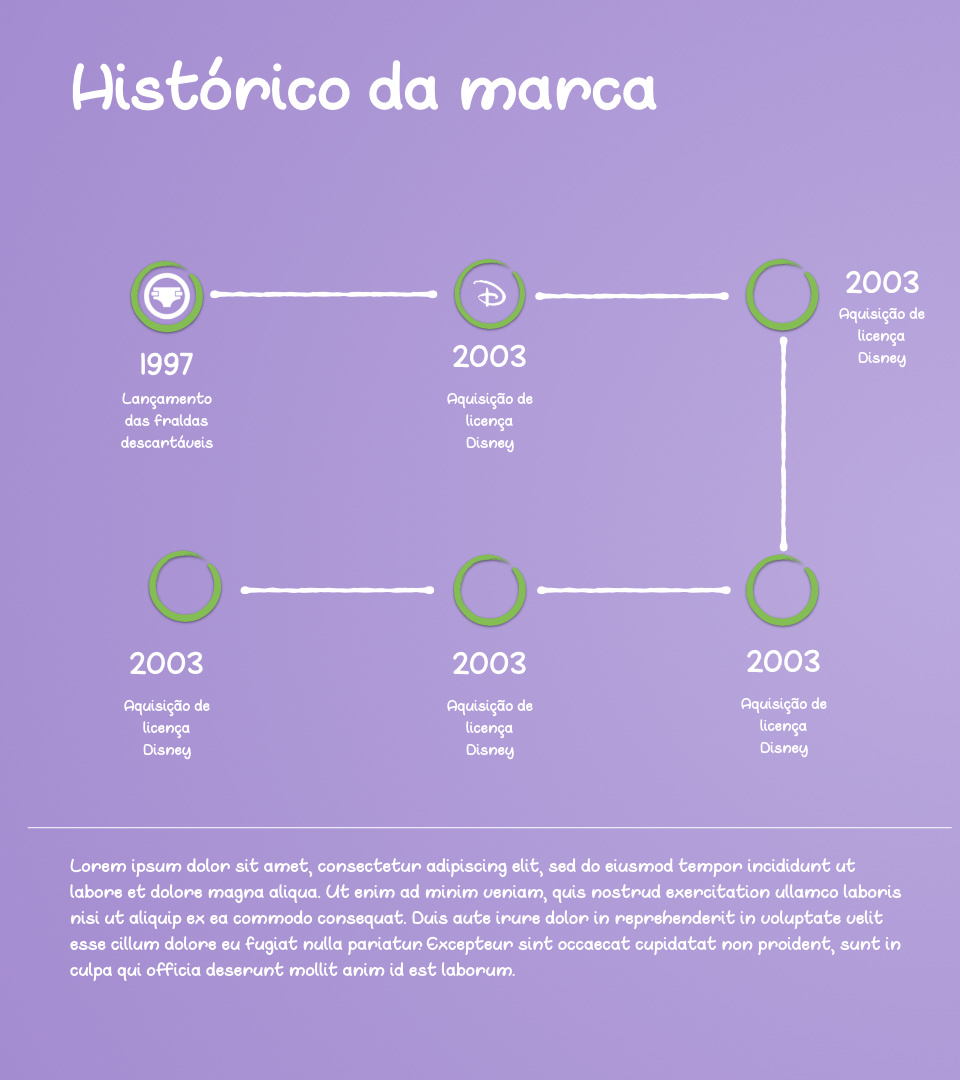 Histórico da marca
1997
Lançamento
das fraldas
descartáveis
2003
Aquisição de
licença
Disney
2003
Aquisição de
licença
Disney
2003
Aquisição de
licença
Disney
2003
Aquisição de
licença
Disney
2003
Aquisição de
licença
Disney
Lorem ipsum dolor sit amet, consectetur adipiscing elit, sed do eiusmod tempor incididunt ut
labore et dolore magna aliqua. Ut enim ad minim veniam, quis nostrud exercitation ullamco laboris
nisi ut aliquip ex ea commodo consequat. Duis aute irure dolor in reprehenderit in voluptate velit
esse cillum dolore eu fugiat nulla pariatur. Excepteur sint occaecat cupidatat non proident, sunt in
culpa qui officia deserunt mollit anim id est laborum.